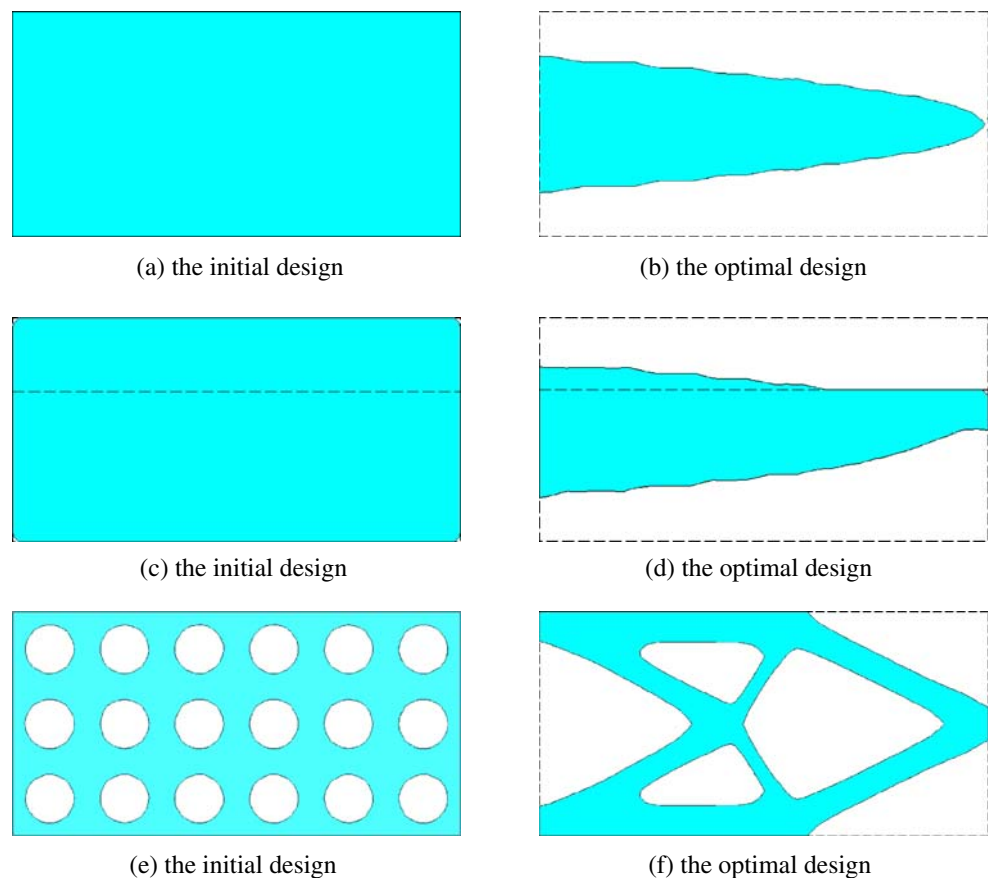 (a) the initial design
(b) the optimal design
(c) the initial design
(d) the optimal design
(e) the initial design
(f) the optimal design